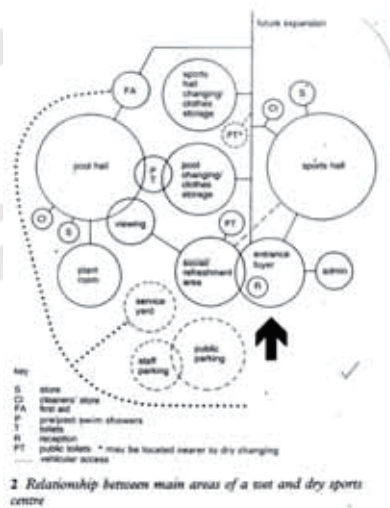 future expansion
FA
sports
hall
changing/
clothes
storage
S
Cl
PT*
pool hall
P
T
pool
changing/
clothes
storage
sports hall
Cl
S
viewing
PT
plant
room
social/
refreshment
area
entrance
foyer
admin
R
service
yard
staff
parking
public
parking
key
S store
Cl cleaners' store
FA first aid
P pre/past swim showers
T toilets
R reception
PT public toilets * may be located nearer to dry changing
..... vehicular access
2 Relationship between main areas of a wet and dry sports
centre